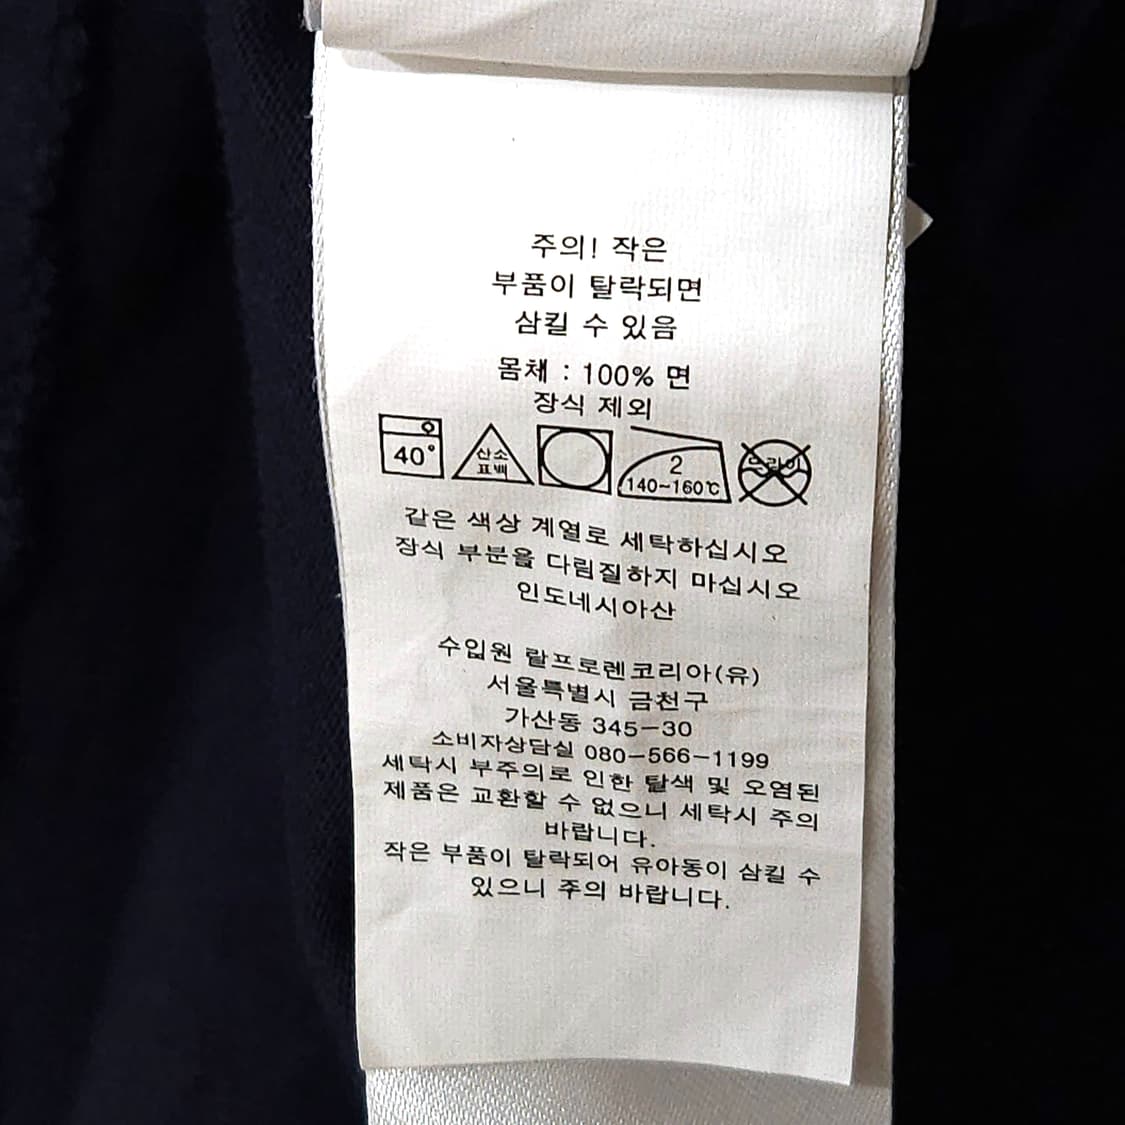 주의! 작은
부품이 탈락되면
삼킬 수 있음
몸채 : 100% 면
장식 제외
40°
산소
표백
2
140~160℃
드라이
같은 색상 계열로 세탁하십시오
장식 부분을 다림질하지 마십시오
인도네시아산
수입원 랄프로렌코리아(유)
서울특별시 금천구
가산동 345-30
소비자상담실 080-566-1199
세탁시 부주의로 인한 탈색 및 오염된
제품은 교환할 수 없으니 세탁시 주의
바랍니다.
작은 부품이 탈락되어 유아동이 삼킬 수
있으니 주의 바랍니다.